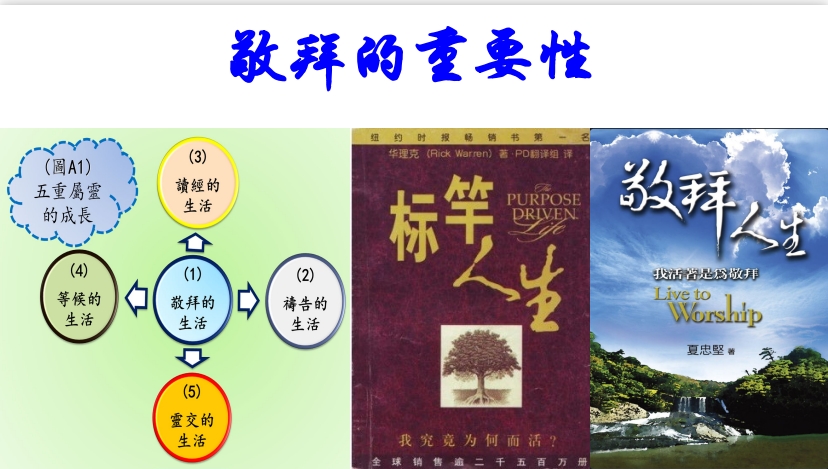 敬拜的重要性
(圖A1)
五重屬靈
的成長
(3)
讀經的
生活
(4)
等候的
生活
(1)
敬拜的
生活
(2)
禱告的
生活
(5)
靈交的
生活
纽约时报畅销书第一名
华理克 (Rick Warren) 著·PD翻译组 译
标竿
人生
The
PURPOSE
DRIVEN
Life
我究竟为何而活?
全球销售逾二千五百万册
敬拜
人生
我活著是為敬拜
Live to
Worship
夏忠堅 著